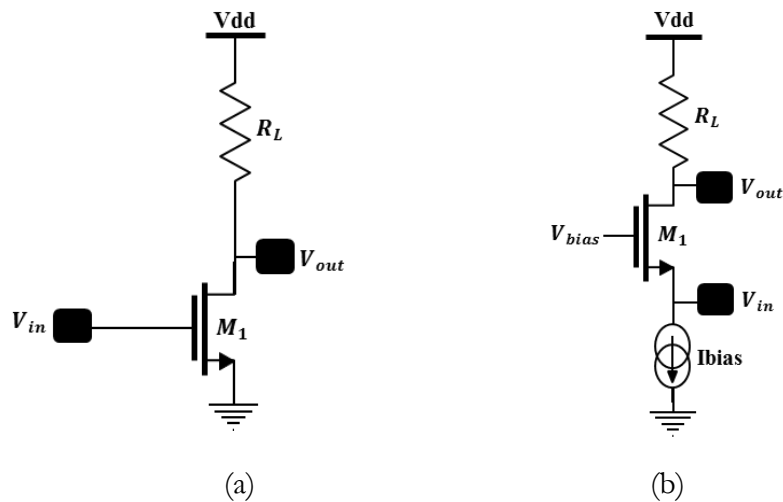 Vdd
R_L
V_out
V_in
M_1
(a)
Vdd
R_L
V_out
V_bias
M_1
V_in
Ibias
(b)